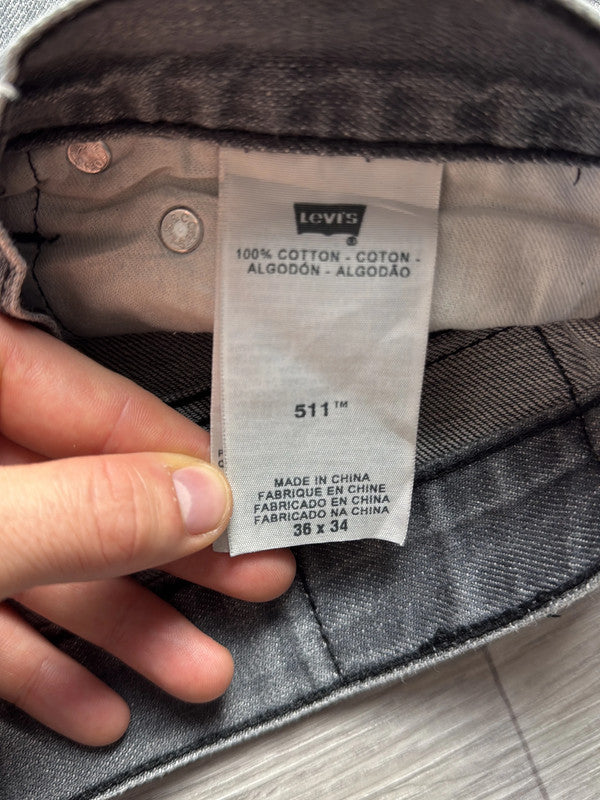 LEVI'S
100% COTTON - COTON -
ALGODÓN - ALGODÃO
511™
MADE IN CHINA
FABRIQUE EN CHINE
FABRICADO EN CHINA
FABRICADO NA CHINA
36 x 34